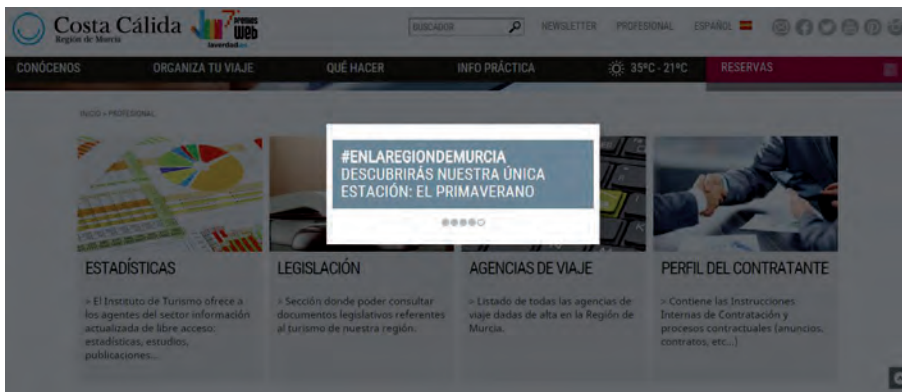 Costa Cálida
Región de Murcia
7 premios
web
laverdad.es
BUSCADOR
NEWSLETTER
PROFESIONAL
ESPAÑOL
CONÓCENOS
ORGANIZA TU VIAJE
QUÉ HACER
INFO PRÁCTICA
35ºC - 21ºC
RESERVAS
INICIO » PROFESIONAL
#ENLAREGIONDEMURCIA
DESCUBRIRÁS NUESTRA ÚNICA
ESTACIÓN: EL PRIMAVERANO
ESTADÍSTICAS
> El Instituto de Turismo ofrece a
los agentes del sector información
actualizada de libre acceso:
estadísticas, estudios,
publicaciones...
LEGISLACIÓN
> Sección donde poder consultar
documentos legislativos referentes
al turismo de nuestra región.
AGENCIAS DE VIAJE
> Listado de todas las agencias de
viaje dadas de alta en la Región de
Murcia.
PERFIL DEL CONTRATANTE
> Contiene las Instrucciones
Internas de Contratación y
procesos contractuales (anuncios,
contratos, etc...)